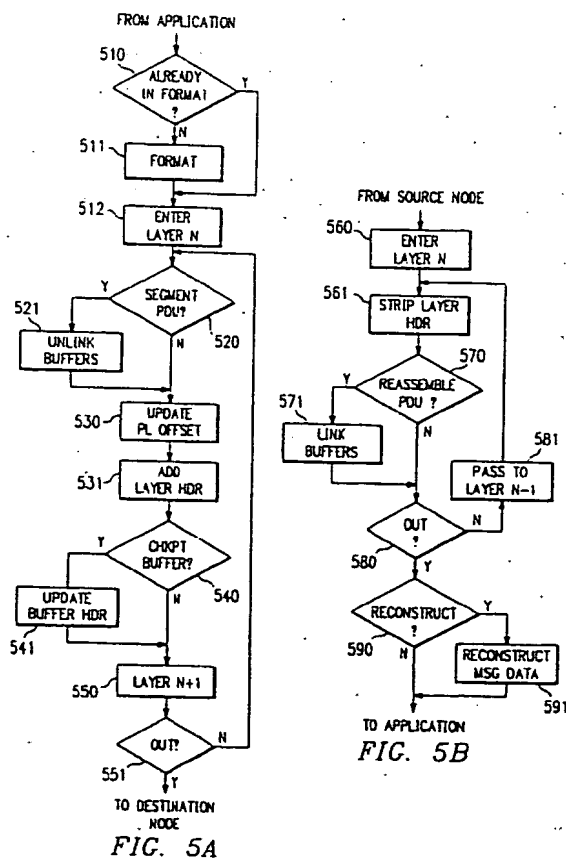 FROM APPLICATION
510
ALREADY
IN FORMAT
?
Y
N
511
FORMAT
512
ENTER
LAYER N
Y
SEGMENT
PDU?
520
521
UNLINK
BUFFERS
N
530
UPDATE
PL OFFSET
531
ADD
LAYER HDR
Y
CHKPT
BUFFER?
540
UPDATE
BUFFER HDR
541
N
550
LAYER N+1
OUT?
N
551
Y
TO DESTINATION
NODE
FIG. 5A
FROM SOURCE NODE
560
ENTER
LAYER N
561
STRIP LAYER
HDR
570
Y
REASSEMBLE
PDU ?
571
LINK
BUFFERS
N
581
PASS TO
LAYER N-1
OUT
?
N
580
Y
RECONSTRUCT
?
Y
590
N
RECONSTRUCT
MSG DATA
591
TO APPLICATION
FIG. 5B